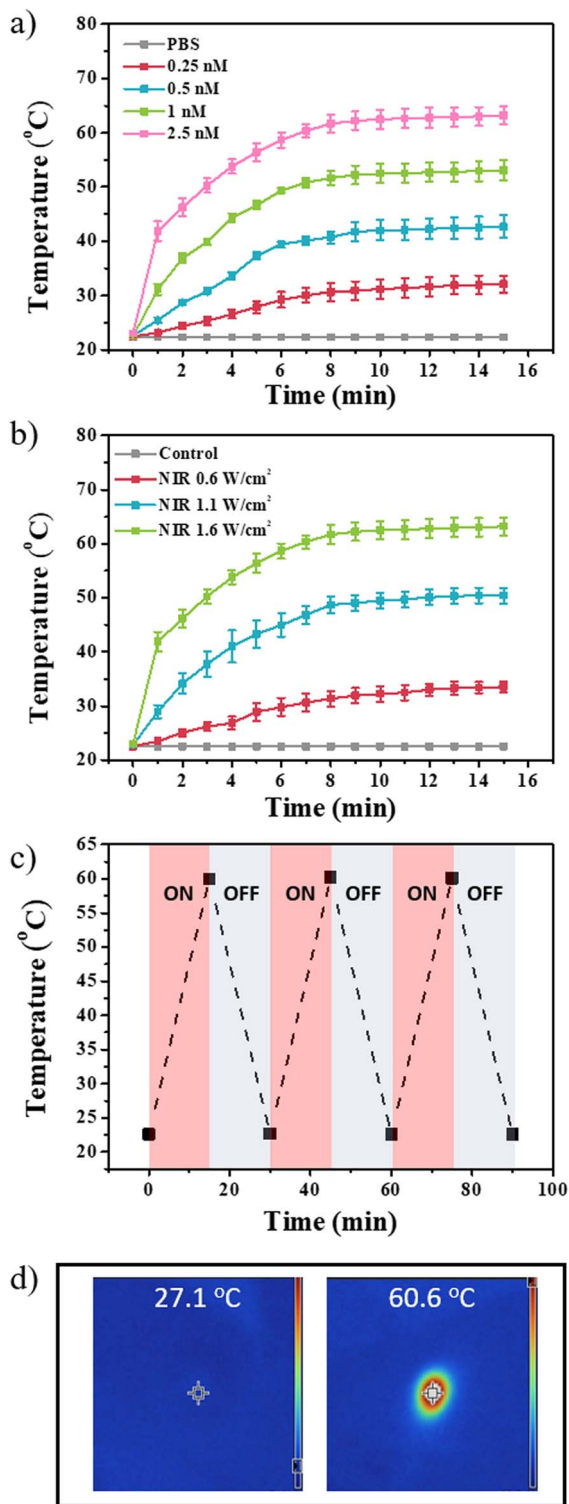 a)
80
70
60
50
40
30
20
Temperature (°C)
PBS
0.25 nM
0.5 nM
1 nM
2.5 nM
0 2 4 6 8 10 12 14 16
Time (min)
b)
80
70
60
50
40
30
20
Temperature (°C)
Control
NIR 0.6 W/cm²
NIR 1.1 W/cm²
NIR 1.6 W/cm²
0 2 4 6 8 10 12 14 16
Time (min)
c)
65
60
55
50
45
40
35
30
25
20
Temperature (°C)
ON OFF ON OFF ON OFF
0 20 40 60 80 100
Time (min)
d)
27.1 °C 60.6 °C